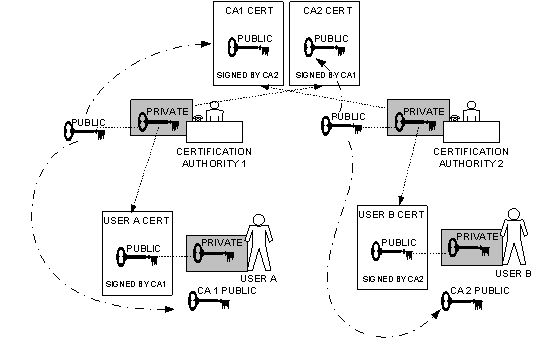 CA1 CERT
PUBLIC
SIGNED BY CA2
CA2 CERT
PUBLIC
SIGNED BY CA1
PUBLIC
PRIVATE
CERTIFICATION
AUTHORITY 1
PUBLIC
PRIVATE
CERTIFICATION
AUTHORITY 2
USER A CERT
PUBLIC
SIGNED BY CA1
PRIVATE
USER A
CA 1 PUBLIC
USER B CERT
PUBLIC
SIGNED BY CA2
PRIVATE
USER B
CA 2 PUBLIC